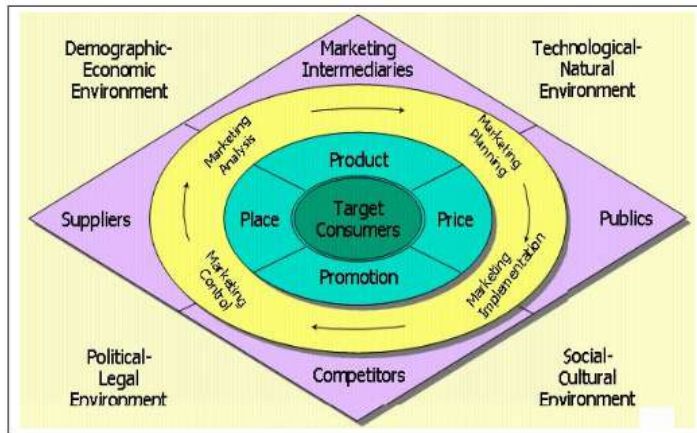 Demographic-
Economic
Environment
Marketing
Intermediaries
Technological-
Natural
Environment
Marketing
Analysis
Marketing
Planning
Product
Suppliers
Place
Target
Consumers
Price
Publics
Promotion
Marketing
Control
Marketing
Implementation
Political-
Legal
Environment
Competitors
Social-
Cultural
Environment